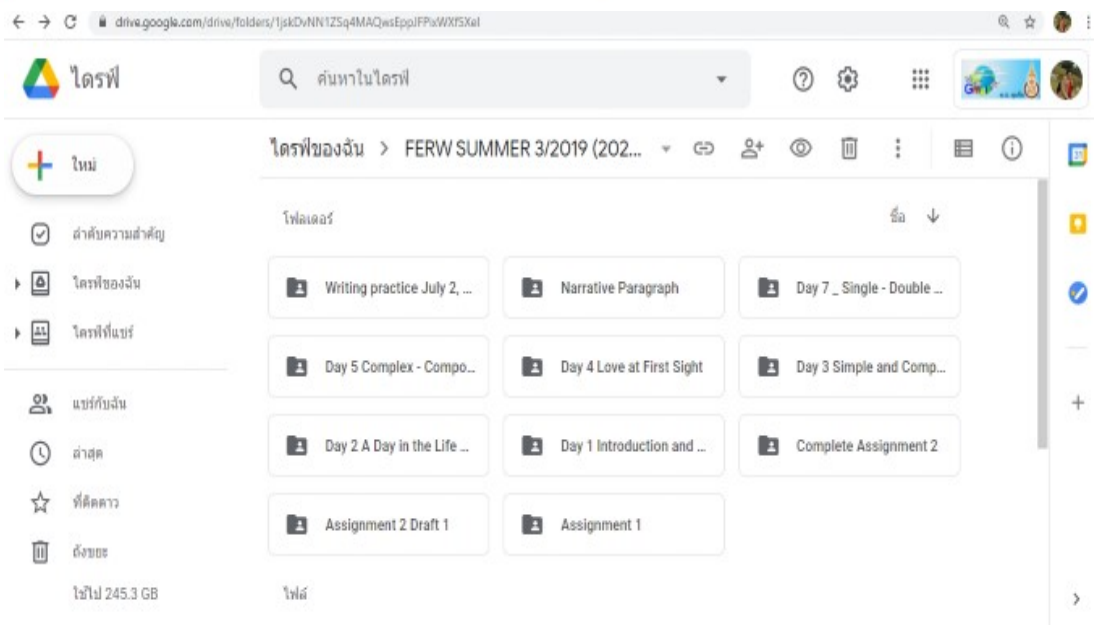 drive.google.com/drive/folders/1jskDvNN1ZSq4MAQwsEppJFPixWXfSXel
ไดรฟ์
ค้นหาในไดรฟ์
ใหม่
ไดรฟ์ของฉัน > FERW SUMMER 3/2019 (202...
ลำดับความสำคัญ
ไดรฟ์ของฉัน
ไดรฟ์ที่แชร์
แชร์กับฉัน
ล่าสุด
ที่ติดดาว
ถังขยะ
ใช้ไป 245.3 GB
โฟลเดอร์
ชื่อ
Writing practice July 2, ...
Narrative Paragraph
Day 7 _ Single - Double ...
Day 5 Complex - Compo...
Day 4 Love at First Sight
Day 3 Simple and Comp...
Day 2 A Day in the Life ...
Day 1 Introduction and ...
Complete Assignment 2
Assignment 2 Draft 1
Assignment 1
ไฟล์